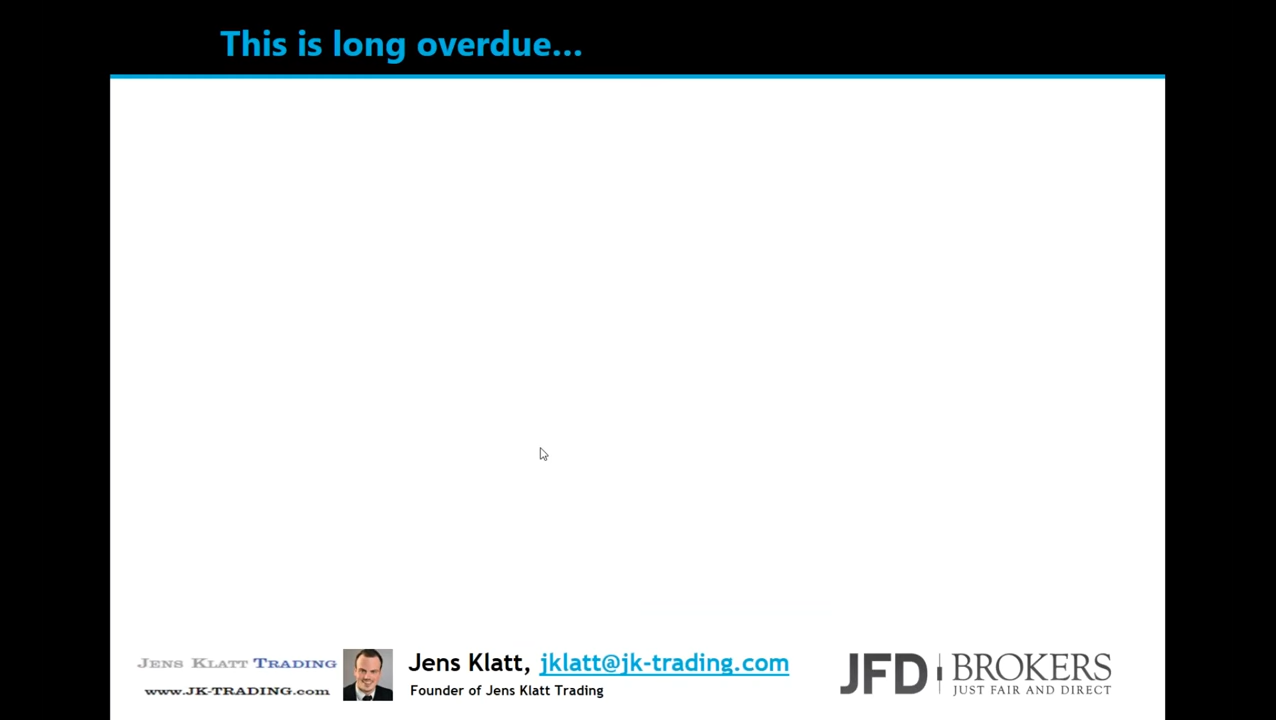 This is long overdue...
JENS KLATT TRADING
www.JK-TRADING.com
Jens Klatt, jklatt@jk-trading.com
Founder of Jens Klatt Trading
JFD BROKERS
JUST FAIR AND DIRECT